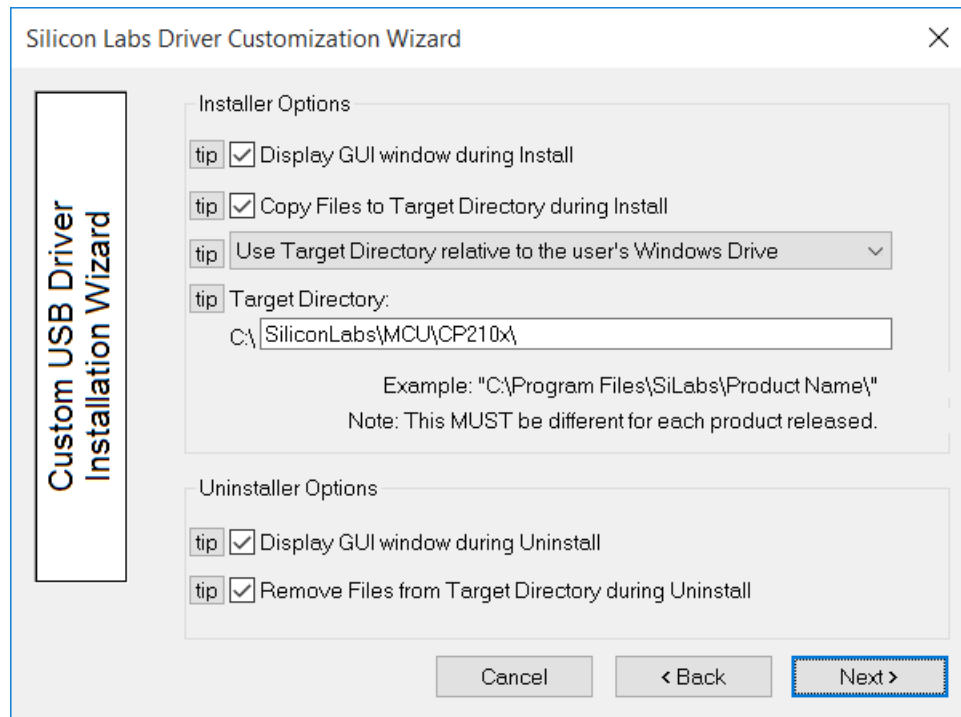 Silicon Labs Driver Customization Wizard
Custom USB Driver
Installation Wizard
Installer Options
tip Display GUI window during Install
tip Copy Files to Target Directory during Install
tip Use Target Directory relative to the user's Windows Drive
tip Target Directory:
C:\ SiliconLabs\MCU\CP210x\
Example: "C:\Program Files\SiLabs\Product Name\"
Note: This MUST be different for each product released.
Uninstaller Options
tip Display GUI window during Uninstall
tip Remove Files from Target Directory during Uninstall
Cancel < Back Next >